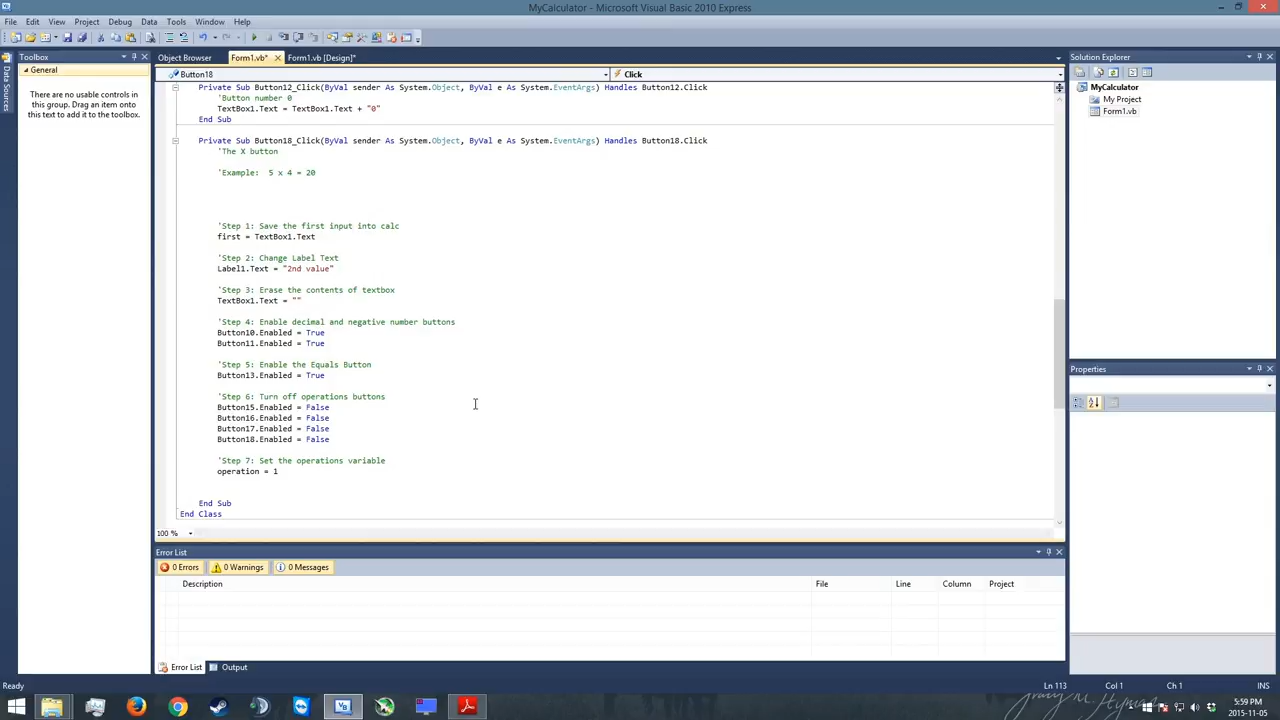 MyCalculator - Microsoft Visual Basic 2010 Express
File Edit View Project Debug Data Tools Window Help
Toolbox
Object Browser
Form1.vb*
Form1.vb [Design]*
Solution Explorer
Data Sources
General
There are no usable controls in
this group. Drag an item onto
this text to add it to the toolbox.
Button18
Click
MyCalculator
My Project
Form1.vb
Private Sub Button12_Click(ByVal sender As System.Object, ByVal e As System.EventArgs) Handles Button12.Click
'Button number 0
TextBox1.Text = TextBox1.Text + "0"
End Sub
Private Sub Button18_Click(ByVal sender As System.Object, ByVal e As System.EventArgs) Handles Button18.Click
'The X button
'Example: 5 x 4 = 20
'Step 1: Save the first input into calc
first = TextBox1.Text
'Step 2: Change Label Text
Label1.Text = "2nd value"
'Step 3: Erase the contents of textbox
TextBox1.Text = ""
'Step 4: Enable decimal and negative number buttons
Button10.Enabled = True
Button11.Enabled = True
'Step 5: Enable the Equals Button
Button13.Enabled = True
'Step 6: Turn off operations buttons
Button15.Enabled = False
Button16.Enabled = False
Button17.Enabled = False
Button18.Enabled = False
'Step 7: Set the operations variable
operation = 1
End Sub
End Class
Properties
100 %
Error List
0 Errors
0 Warnings
0 Messages
Description File Line Column Project
Error List
Output
Ready
Ln 113
Col 1
Ch 1
INS
5:59 PM
2015-11-05